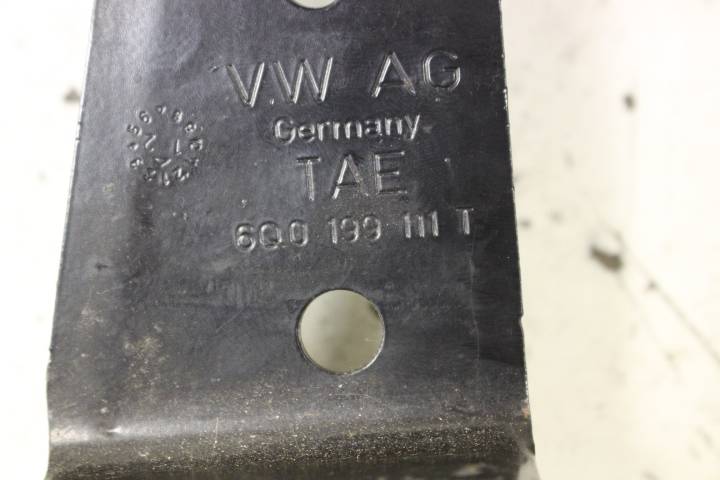 VW AG
Germany
TAE
6Q0 199 111 T